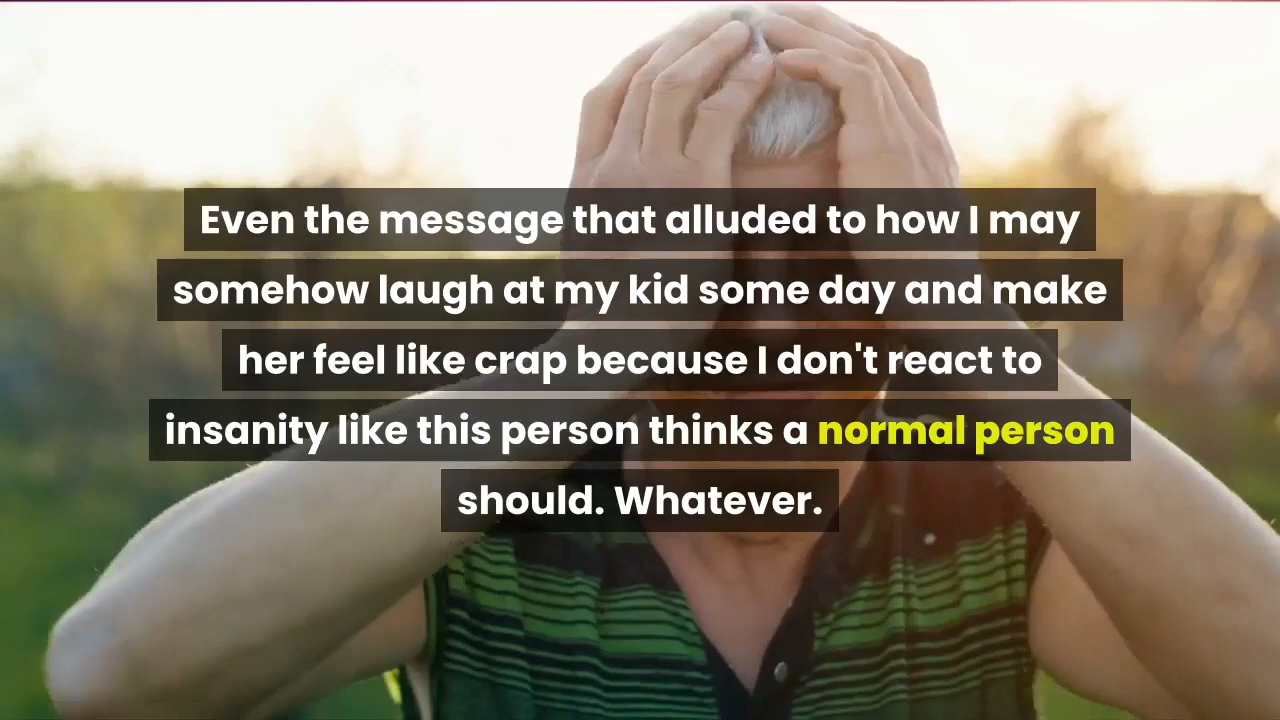 Even the message that alluded to how I may
somehow laugh at my kid some day and make
her feel like crap because I don't react to
insanity like this person thinks a normal person
should. Whatever.